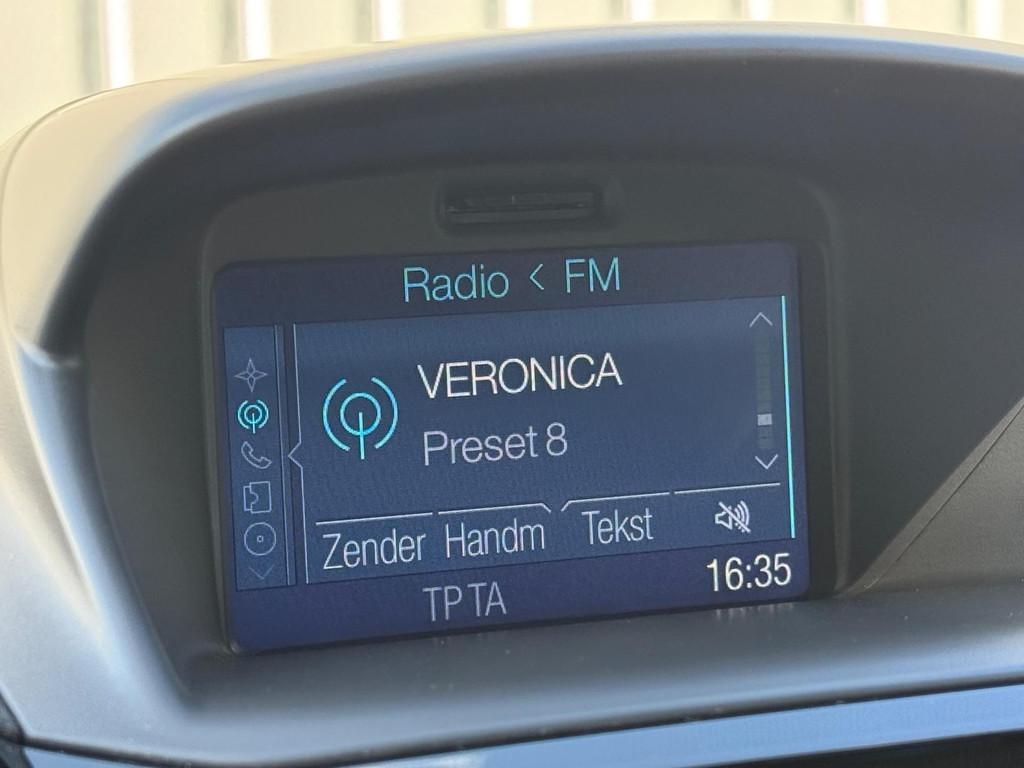 Radio < FM
VERONICA
Preset 8
Zender Handm Tekst
TP TA 16:35